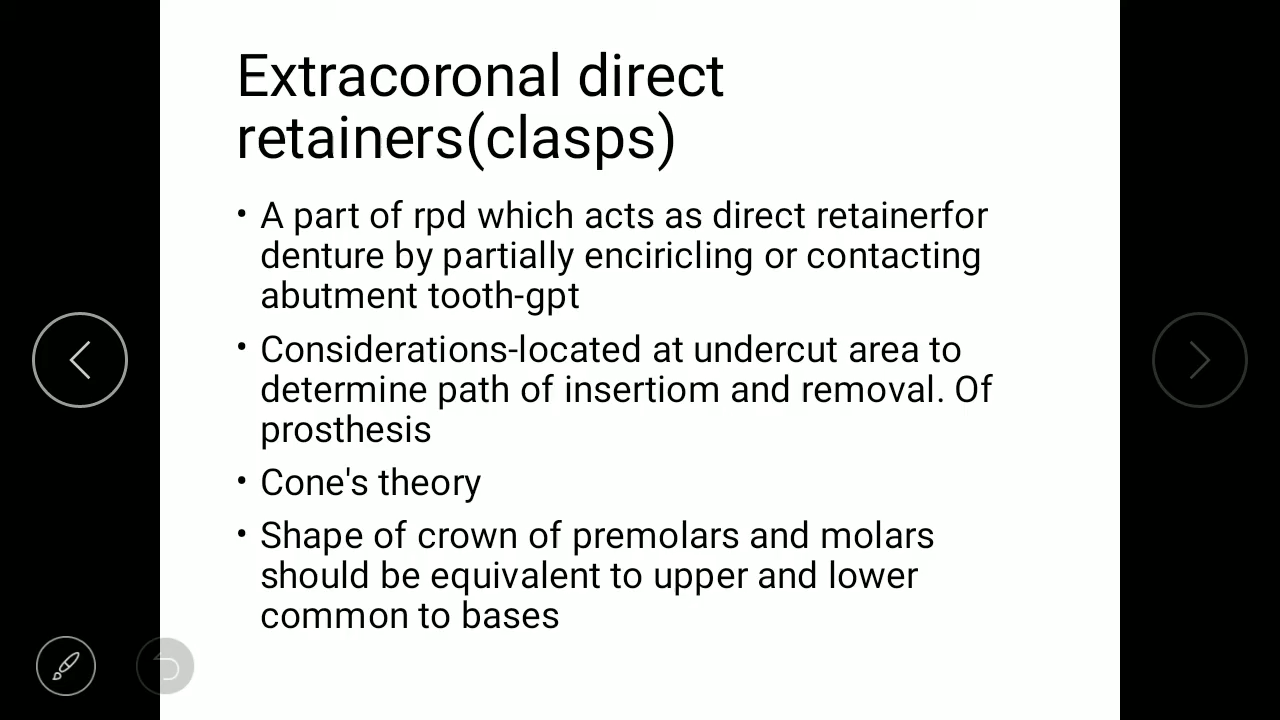 Extracoronal direct
retainers(clasps)
• A part of rpd which acts as direct retainerfor
denture by partially enciricling or contacting
abutment tooth-gpt
• Considerations-located at undercut area to
determine path of insertiom and removal. Of
prosthesis
• Cone's theory
• Shape of crown of premolars and molars
should be equivalent to upper and lower
common to bases